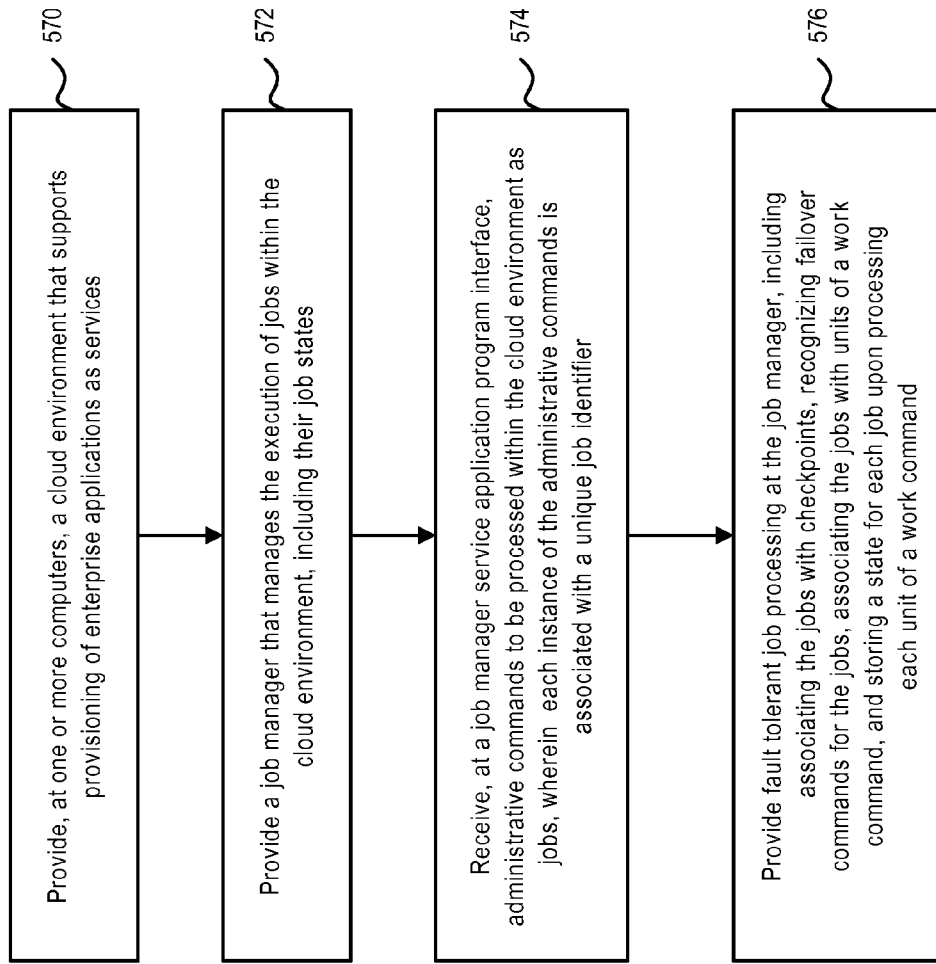 Provide, at one or more computers, a cloud environment that supports
provisioning of enterprise applications as services
570
Provide a job manager that manages the execution of jobs within the
cloud environment, including their job states
572
Receive, at a job manager service application program interface,
administrative commands to be processed within the cloud environment as
jobs, wherein each instance of the administrative commands is
associated with a unique job identifier
574
Provide fault tolerant job processing at the job manager, including
associating the jobs with checkpoints, recognizing failover
commands for the jobs, associating the jobs with units of a work
command, and storing a state for each job upon processing
each unit of a work command
576